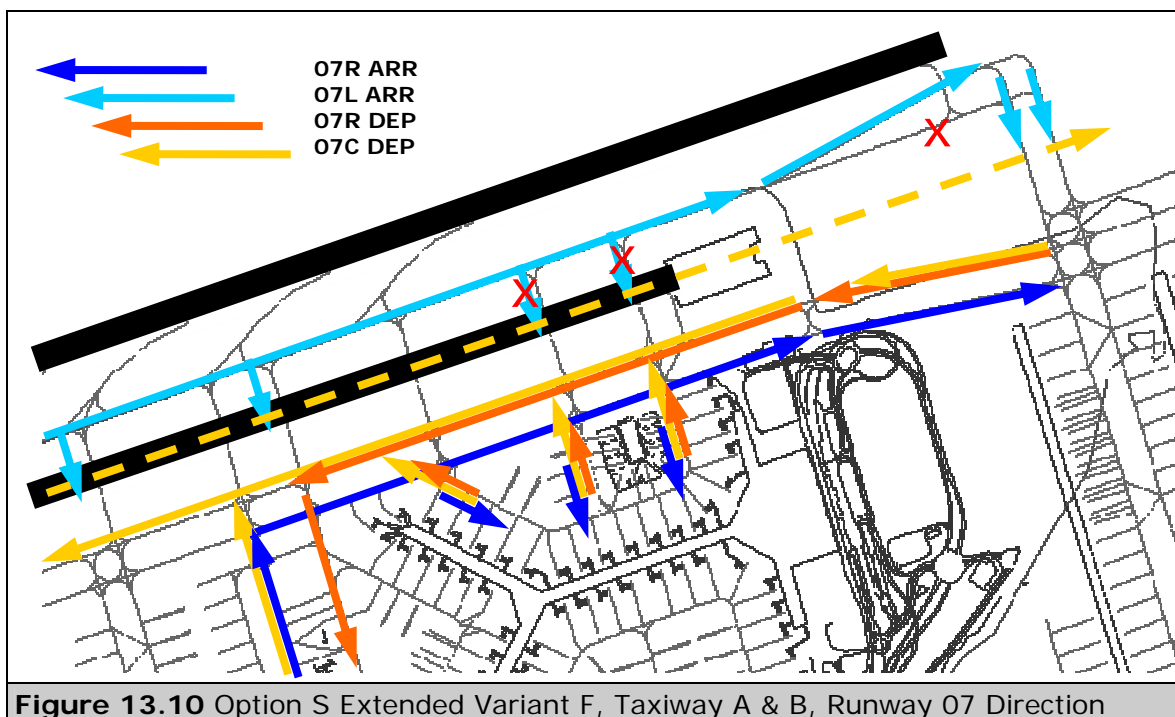 07R ARR
07L ARR
07R DEP
07C DEP
X
X
X
Figure 13.10 Option S Extended Variant F, Taxiway A & B, Runway 07 Direction